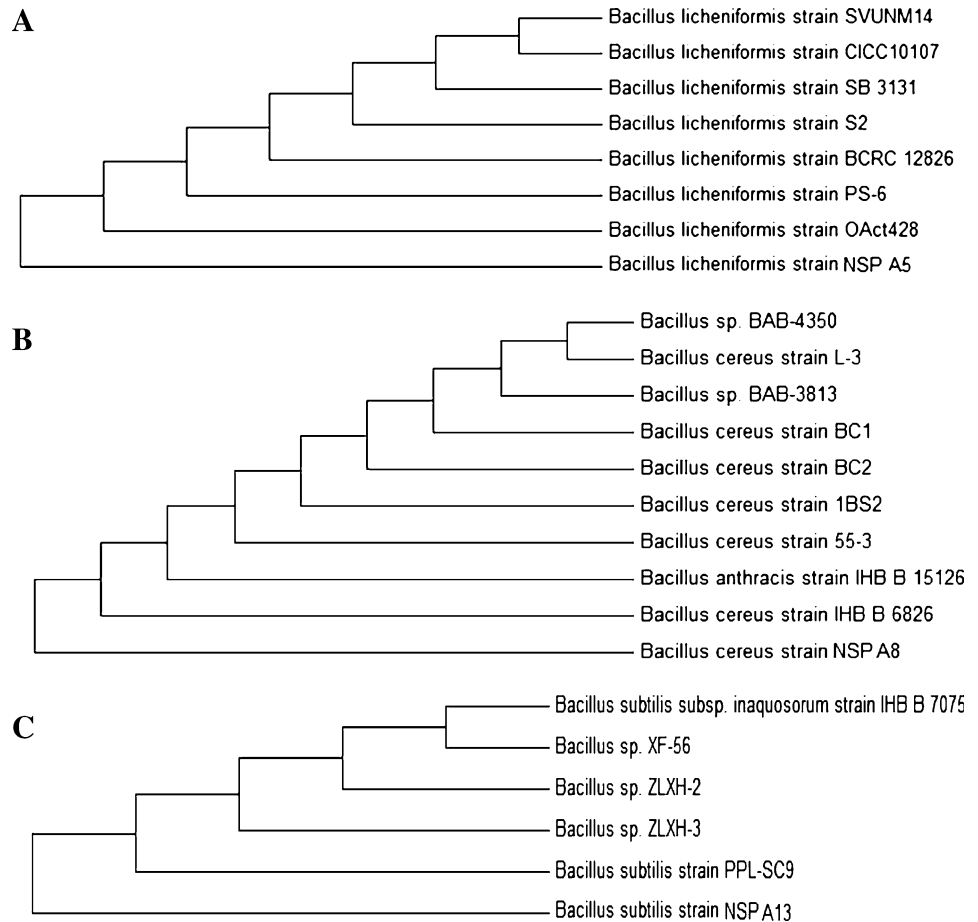 A
Bacillus licheniformis strain SVUNM14
Bacillus licheniformis strain CICC10107
Bacillus licheniformis strain SB 3131
Bacillus licheniformis strain S2
Bacillus licheniformis strain BCRC 12826
Bacillus licheniformis strain PS-6
Bacillus licheniformis strain OAct428
Bacillus licheniformis strain NSP A5
B
Bacillus sp. BAB-4350
Bacillus cereus strain L-3
Bacillus sp. BAB-3813
Bacillus cereus strain BC1
Bacillus cereus strain BC2
Bacillus cereus strain 1BS2
Bacillus cereus strain 55-3
Bacillus anthracis strain IHB B 15126
Bacillus cereus strain IHB B 6826
Bacillus cereus strain NSP A8
C
Bacillus subtilis subsp. inaquosorum strain IHB B 7075
Bacillus sp. XF-56
Bacillus sp. ZLXH-2
Bacillus sp. ZLXH-3
Bacillus subtilis strain PPL-SC9
Bacillus subtilis strain NSP A13